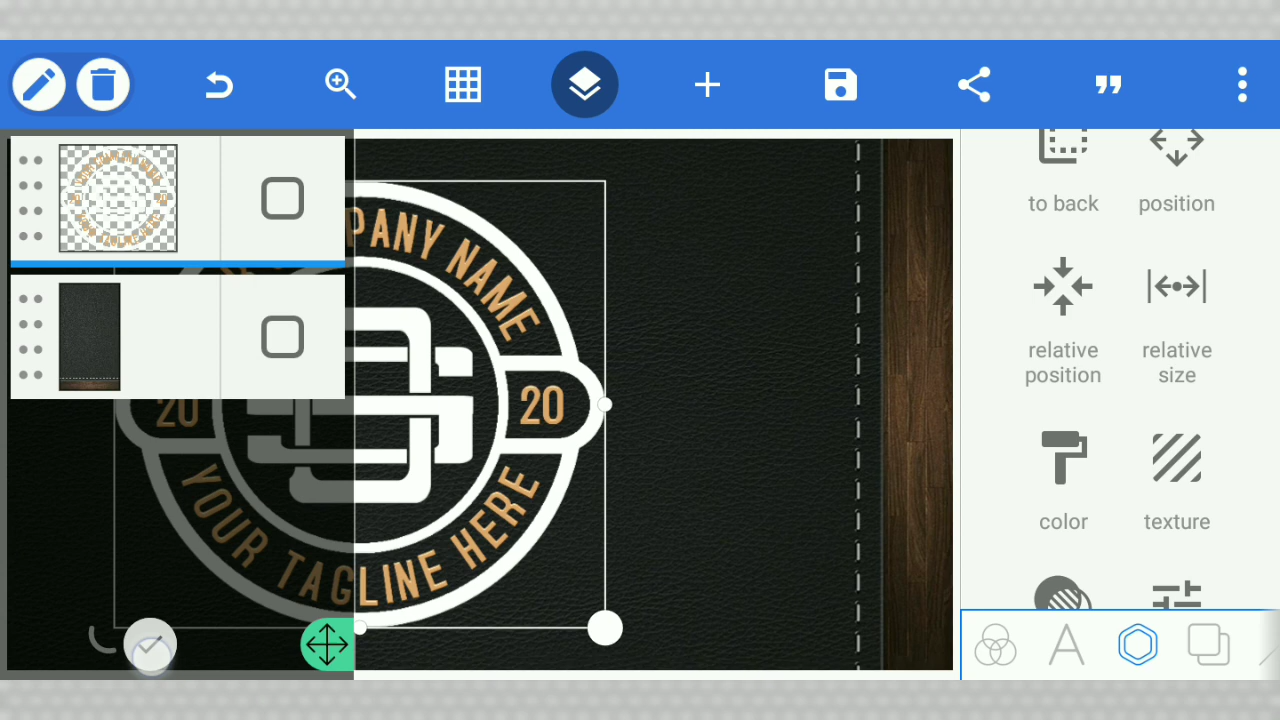 PANY NAME
20
20
YOUR TAGLINE HERE
to back
position
relative
position
relative
size
color
texture